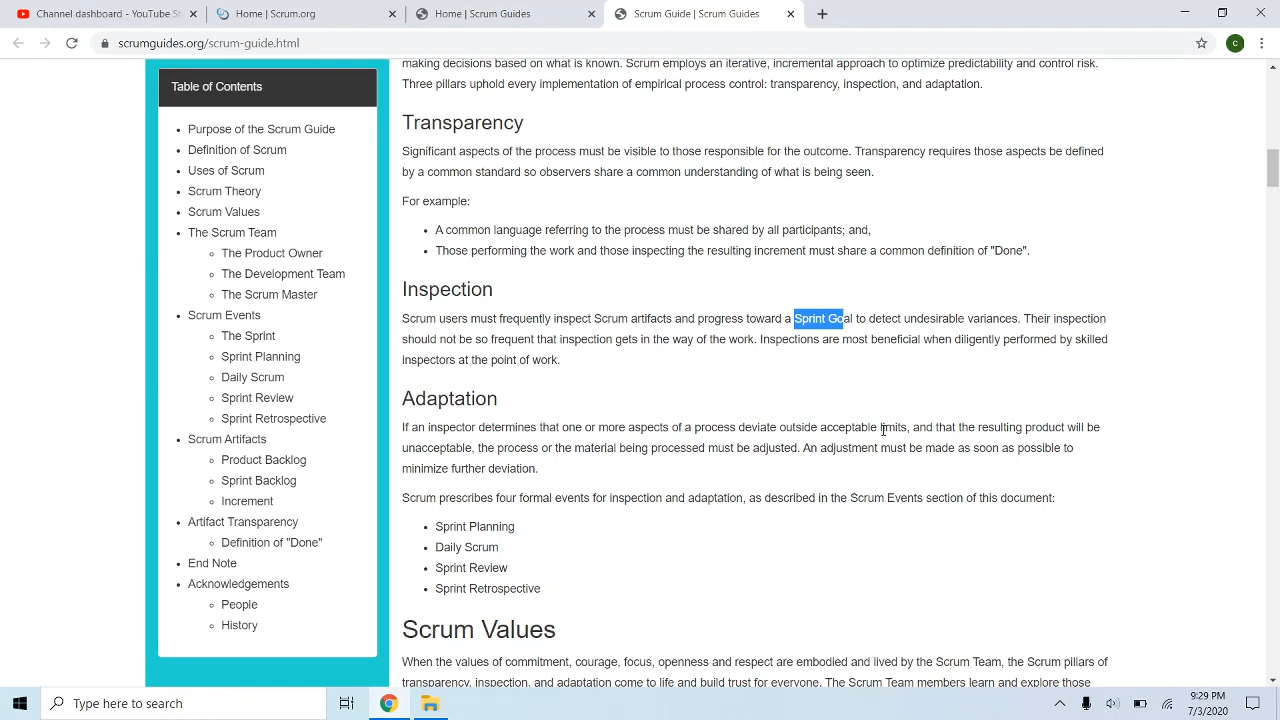 Channel dashboard - YouTube St
Home | Scrum.org
Home | Scrum Guides
Scrum Guide | Scrum Guides
scrumguides.org/scrum-guide.html
c
Table of Contents
Purpose of the Scrum Guide
Definition of Scrum
Uses of Scrum
Scrum Theory
Scrum Values
The Scrum Team
The Product Owner
The Development Team
The Scrum Master
Scrum Events
The Sprint
Sprint Planning
Daily Scrum
Sprint Review
Sprint Retrospective
Scrum Artifacts
Product Backlog
Sprint Backlog
Increment
Artifact Transparency
Definition of "Done"
End Note
Acknowledgements
People
History
making decisions based on what is known. Scrum employs an iterative, incremental approach to optimize predictability and control risk.
Three pillars uphold every implementation of empirical process control: transparency, inspection, and adaptation.
Transparency
Significant aspects of the process must be visible to those responsible for the outcome. Transparency requires those aspects be defined
by a common standard so observers share a common understanding of what is being seen.
For example:
A common language referring to the process must be shared by all participants; and,
Those performing the work and those inspecting the resulting increment must share a common definition of "Done".
Inspection
Scrum users must frequently inspect Scrum artifacts and progress toward a Sprint Goal to detect undesirable variances. Their inspection
should not be so frequent that inspection gets in the way of the work. Inspections are most beneficial when diligently performed by skilled
inspectors at the point of work.
Adaptation
If an inspector determines that one or more aspects of a process deviate outside acceptable limits, and that the resulting product will be
unacceptable, the process or the material being processed must be adjusted. An adjustment must be made as soon as possible to
minimize further deviation.
Scrum prescribes four formal events for inspection and adaptation, as described in the Scrum Events section of this document:
Sprint Planning
Daily Scrum
Sprint Review
Sprint Retrospective
Scrum Values
When the values of commitment, courage, focus, openness and respect are embodied and lived by the Scrum Team, the Scrum pillars of
transparency, inspection, and adaptation come to life and build trust for everyone. The Scrum Team members learn and explore those
Type here to search
9:29 PM
7/3/2020